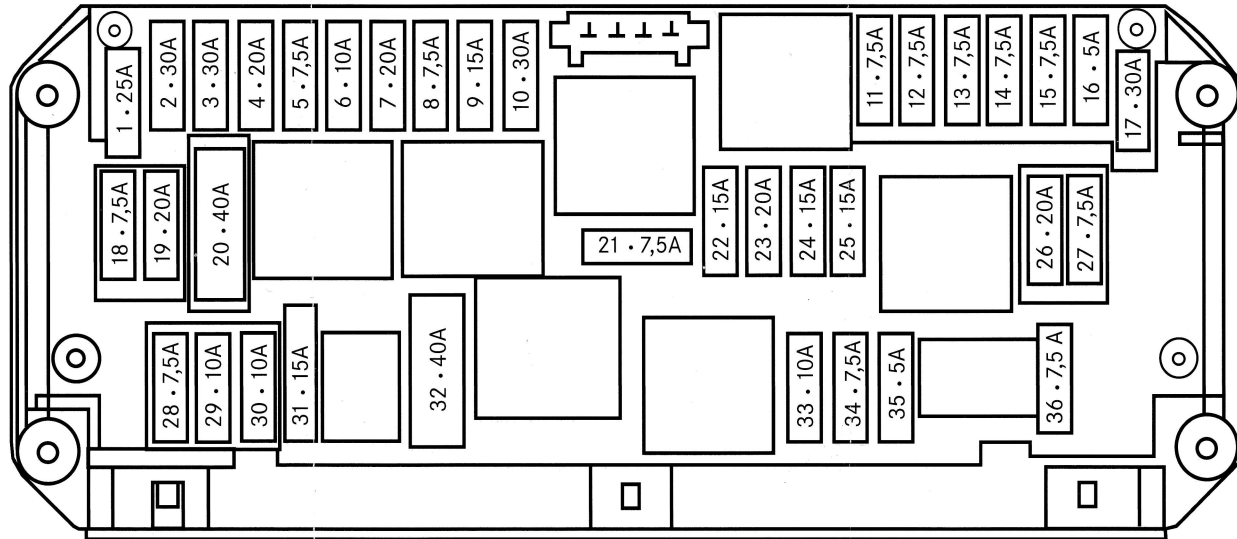 1 · 25A
2 · 30A
3 · 30A
4 · 20A
5 · 7,5A
6 · 10A
7 · 20A
8 · 7,5A
9 · 15A
10 · 30A
11 · 7,5A
12 · 7,5A
13 · 7,5A
14 · 7,5A
15 · 7,5A
16 · 5A
17 · 30A
18 · 7,5A
19 · 20A
20 · 40A
21 · 7,5A
22 · 15A
23 · 20A
24 · 15A
25 · 15A
26 · 20A
27 · 7,5A
28 · 7,5A
29 · 10A
30 · 10A
31 · 15A
32 · 40A
33 · 10A
34 · 7,5A
35 · 5A
36 · 7,5 A